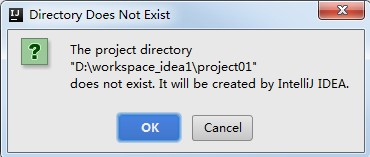 IJ Directory Does Not Exist
The project directory
"D:\workspace_idea1\project01"
does not exist. It will be created by IntelliJ IDEA.
OK Cancel